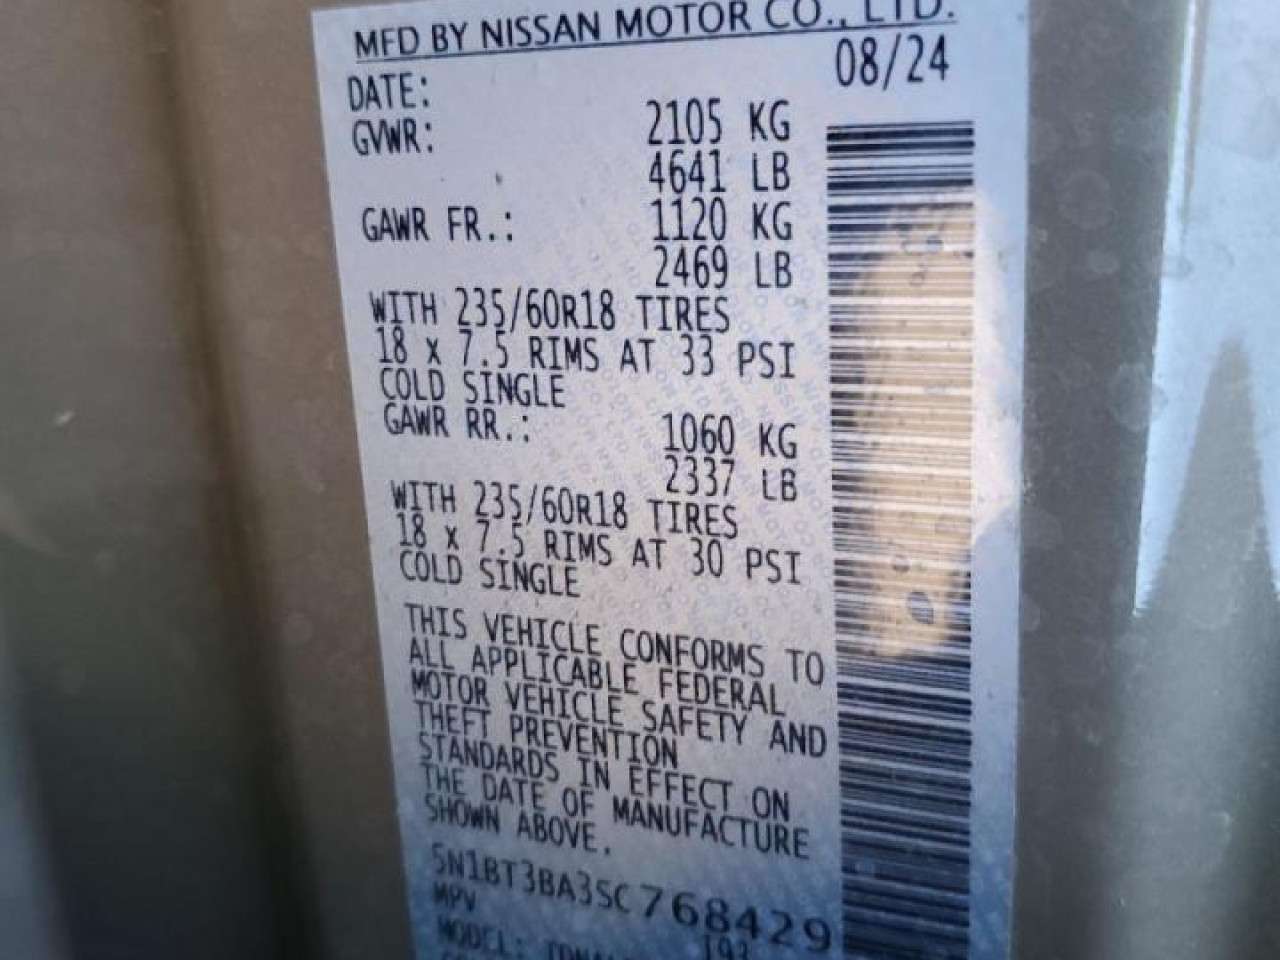 MFD BY NISSAN MOTOR CO., LTD.
DATE: 08/24
GVWR: 2105 KG
4641 LB
GAWR FR.: 1120 KG
2469 LB
WITH 235/60R18 TIRES
18 x 7.5 RIMS AT 33 PSI
COLD SINGLE
GAWR RR.: 1060 KG
2337 LB
WITH 235/60R18 TIRES
18 x 7.5 RIMS AT 30 PSI
COLD SINGLE
THIS VEHICLE CONFORMS TO
ALL APPLICABLE FEDERAL
MOTOR VEHICLE SAFETY AND
THEFT PREVENTION
STANDARDS IN EFFECT ON
THE DATE OF MANUFACTURE
SHOWN ABOVE.
5N1BT3BA3SC768429
MPV
MODEL: